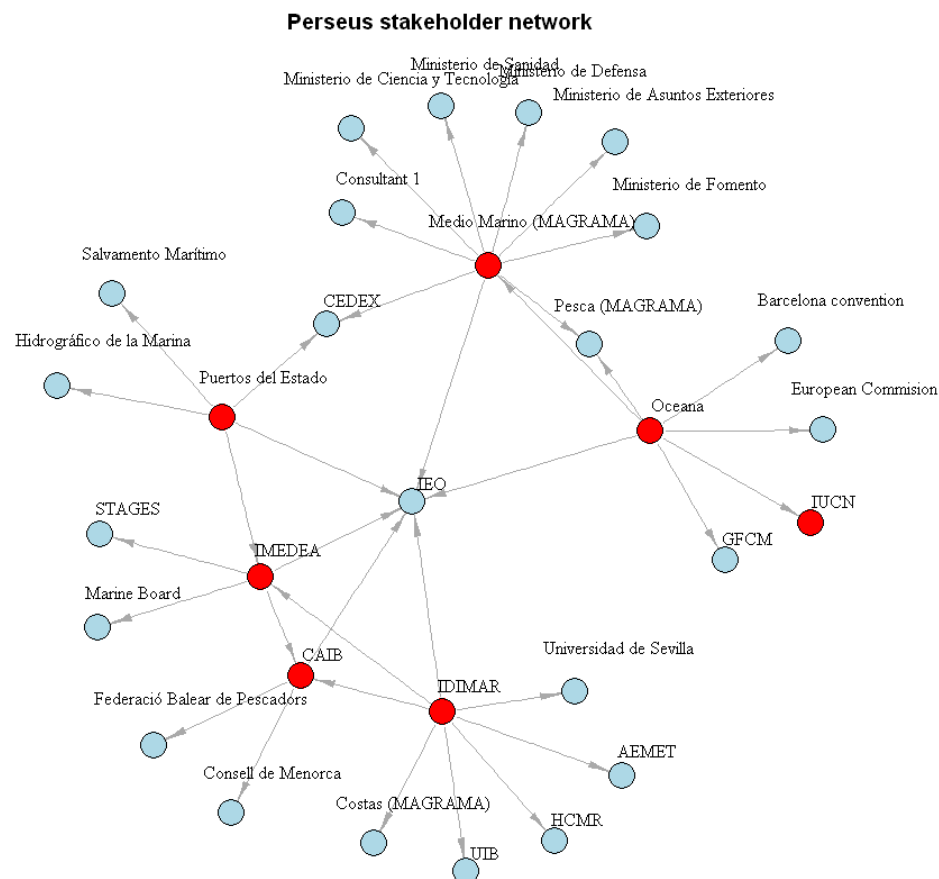 Perseus stakeholder network
Ministerio de Sanidad
Ministerio de Defensa
Ministerio de Ciencia y Tecnología
Ministerio de Asuntos Exteriores
Consultant 1
Ministerio de Fomento
Medio Marino (MAGRAMA)
Salvamento Marítimo
CEDEX
Pesca (MAGRAMA)
Barcelona convention
Hidrográfico de la Marina
Puertos del Estado
Oceana
European Commision
IEO
STAGES
IUCN
GFCM
IMEDEA
Marine Board
CAIB
Universidad de Sevilla
IDIMAR
Federació Balear de Pescadors
AEMET
Consell de Menorca
Costas (MAGRAMA)
HCMR
UIB